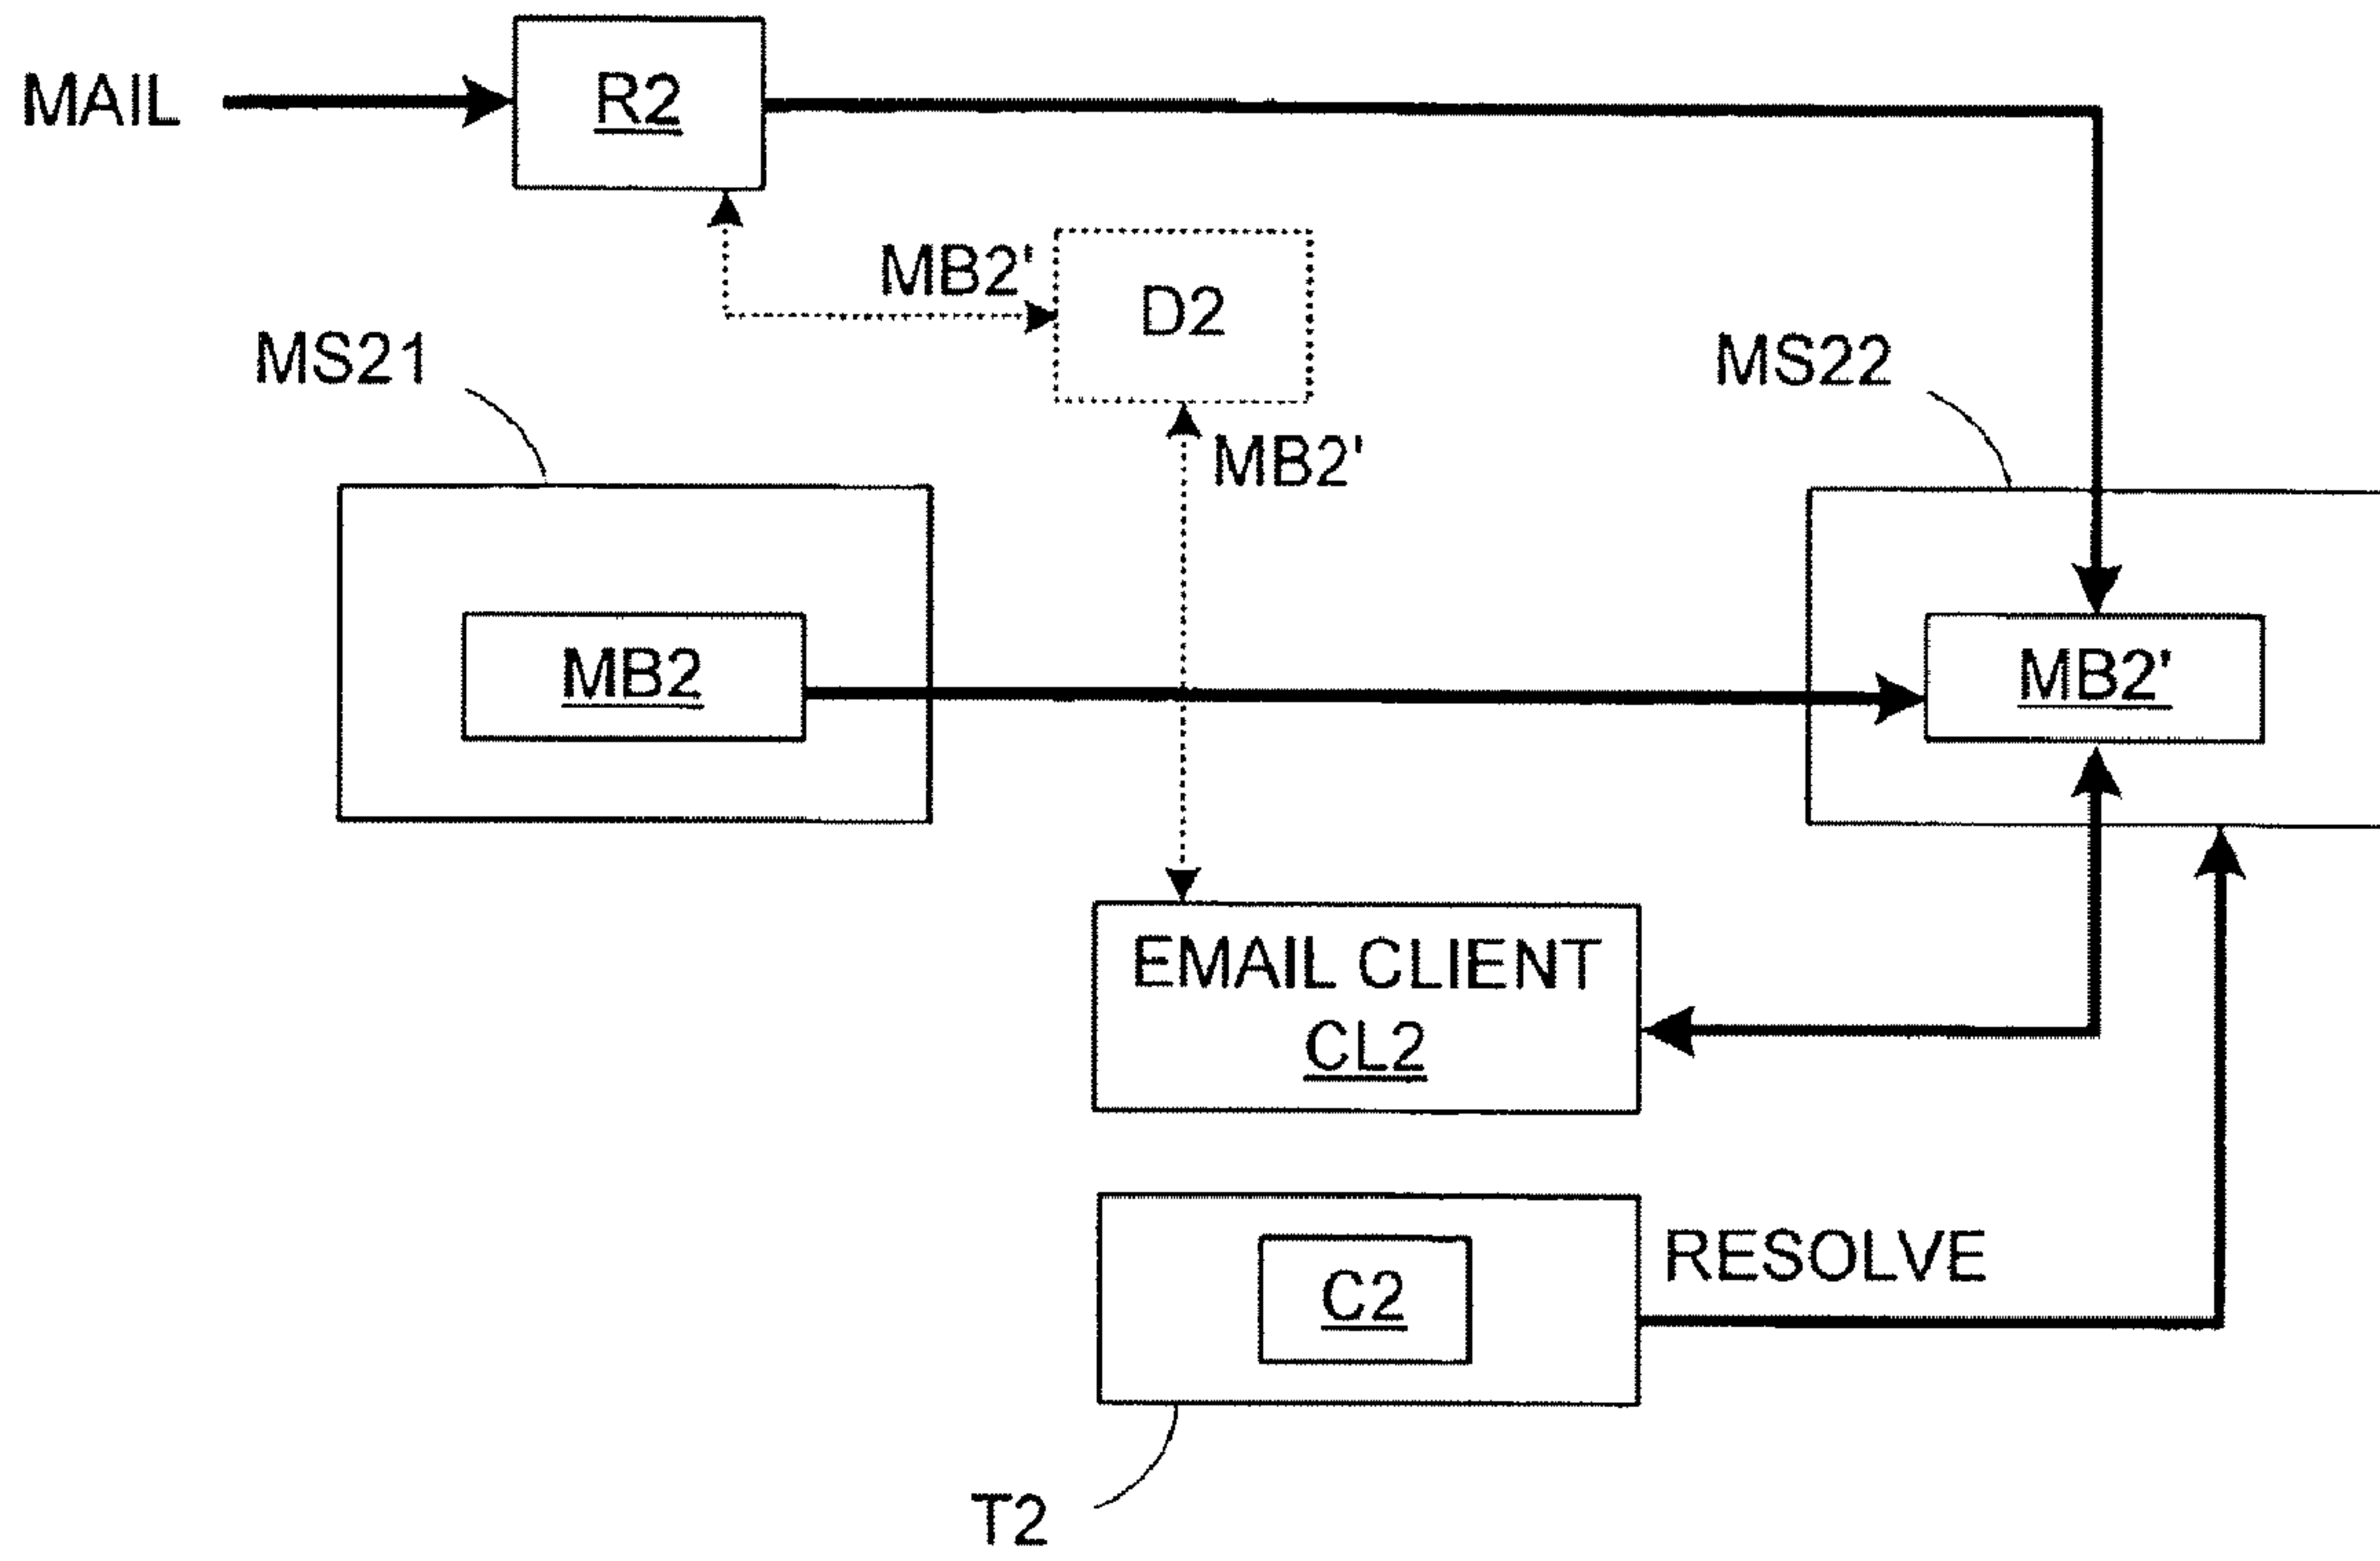 MAIL
R2
MB2'
D2
MS21
MS22
MB2'
MB2
MB2'
EMAIL CLIENT
CL2
RESOLVE
C2
T2